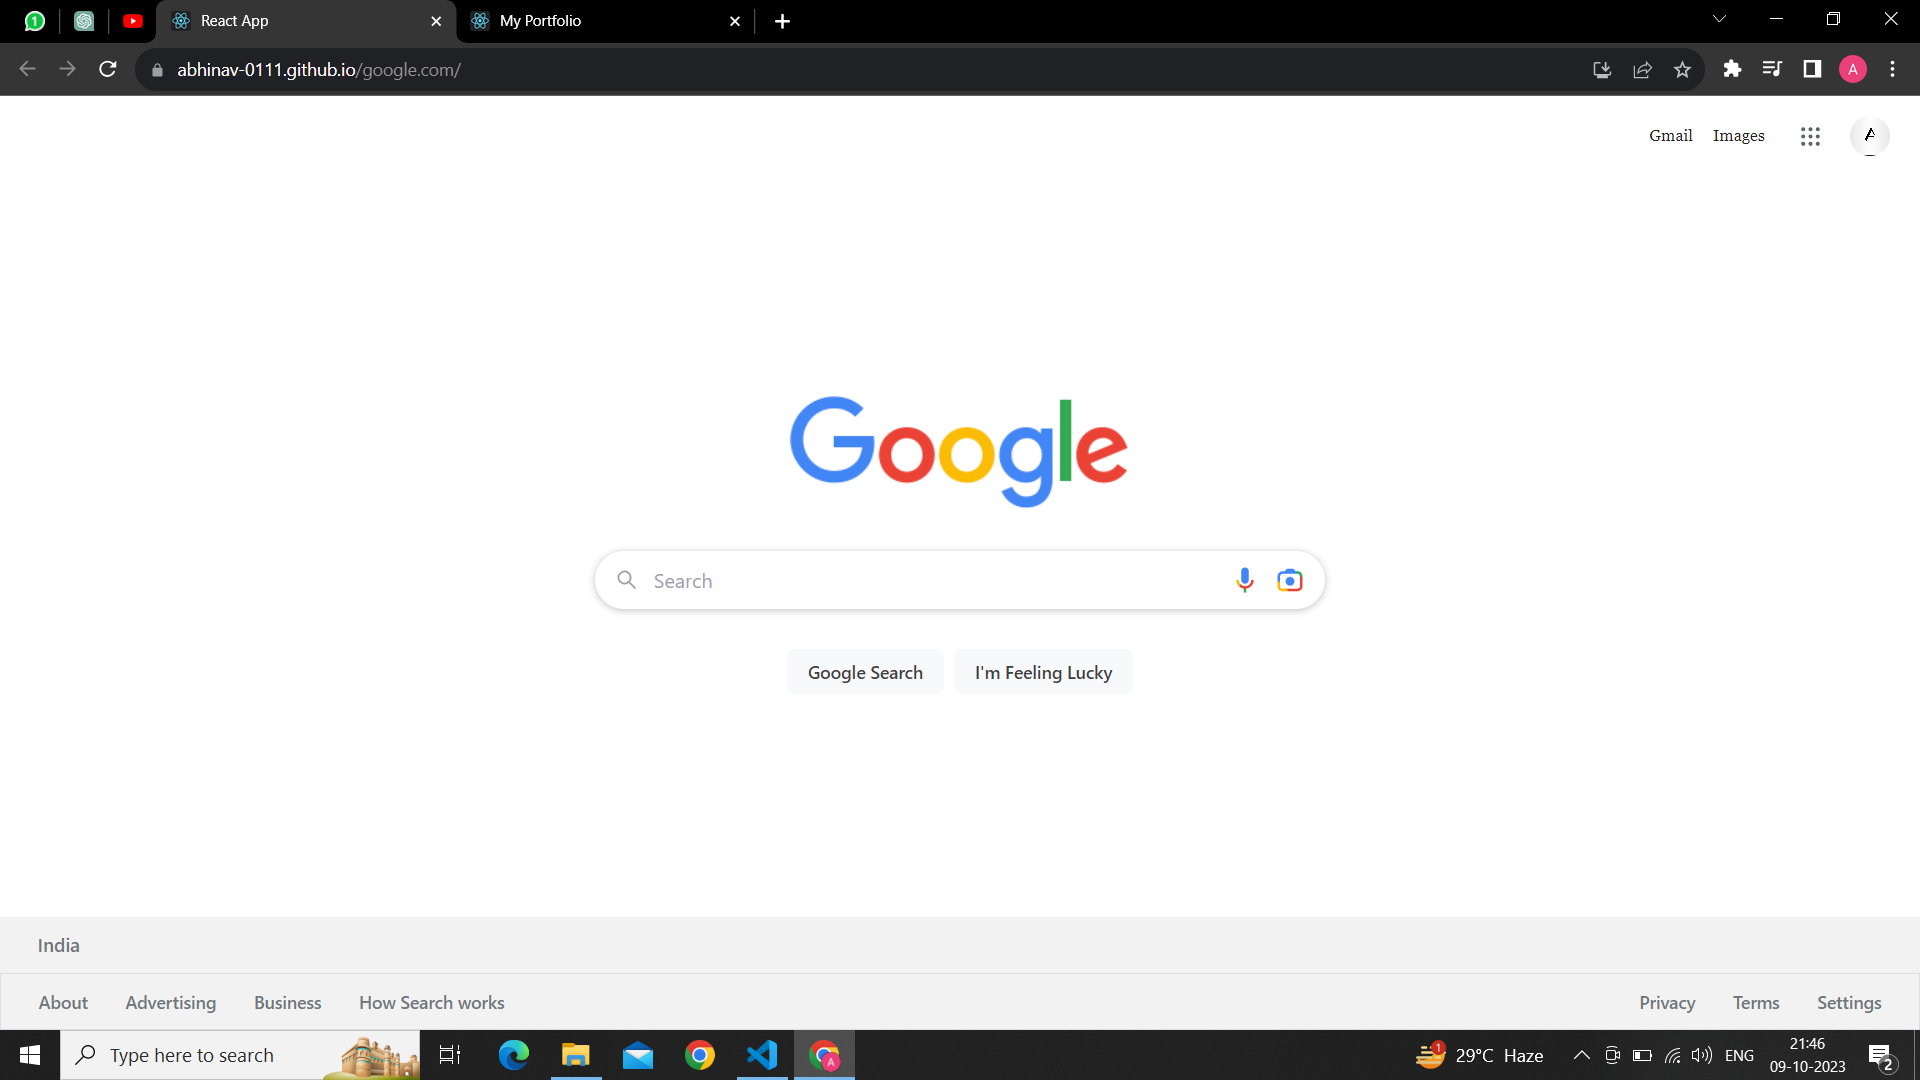 1 React App My Portfolio
abhinav-0111.github.io/google.com/ A
Gmail Images A
Google
Search
Google Search I'm Feeling Lucky
India
About Advertising Business How Search works Privacy Terms Settings
Type here to search A 1 29°C Haze ENG 21:46
09-10-2023 2